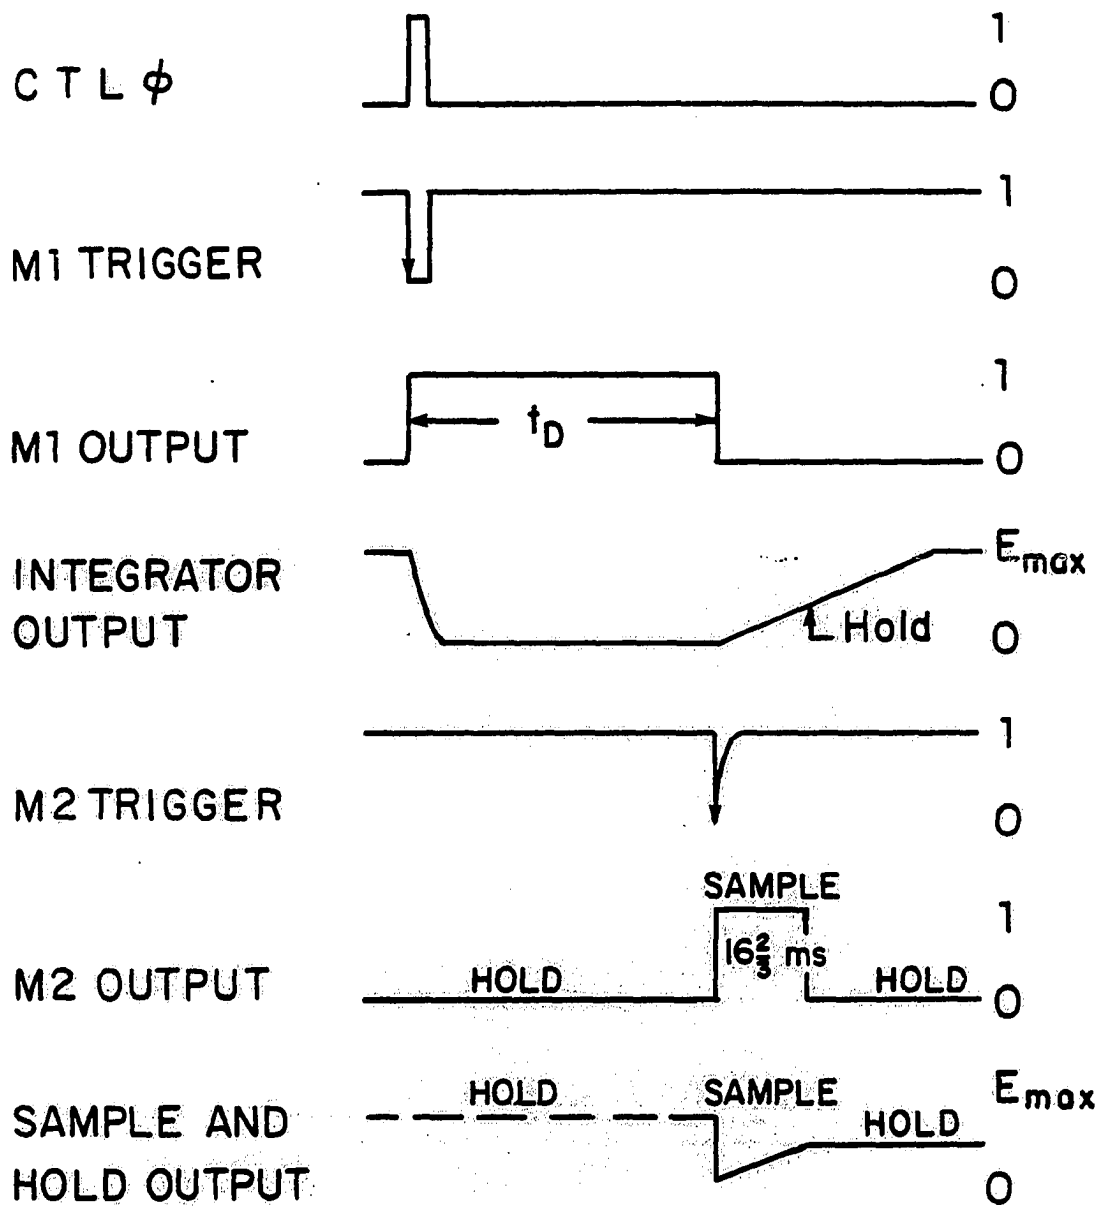 1
C T L ϕ
0
1
M1 TRIGGER
0
1
t_D
M1 OUTPUT
0
E_max
INTEGRATOR
OUTPUT
Hold
0
1
M2 TRIGGER
0
SAMPLE
1
16⅔ ms
M2 OUTPUT
HOLD
HOLD
0
HOLD
SAMPLE
E_max
SAMPLE AND
HOLD OUTPUT
HOLD
0